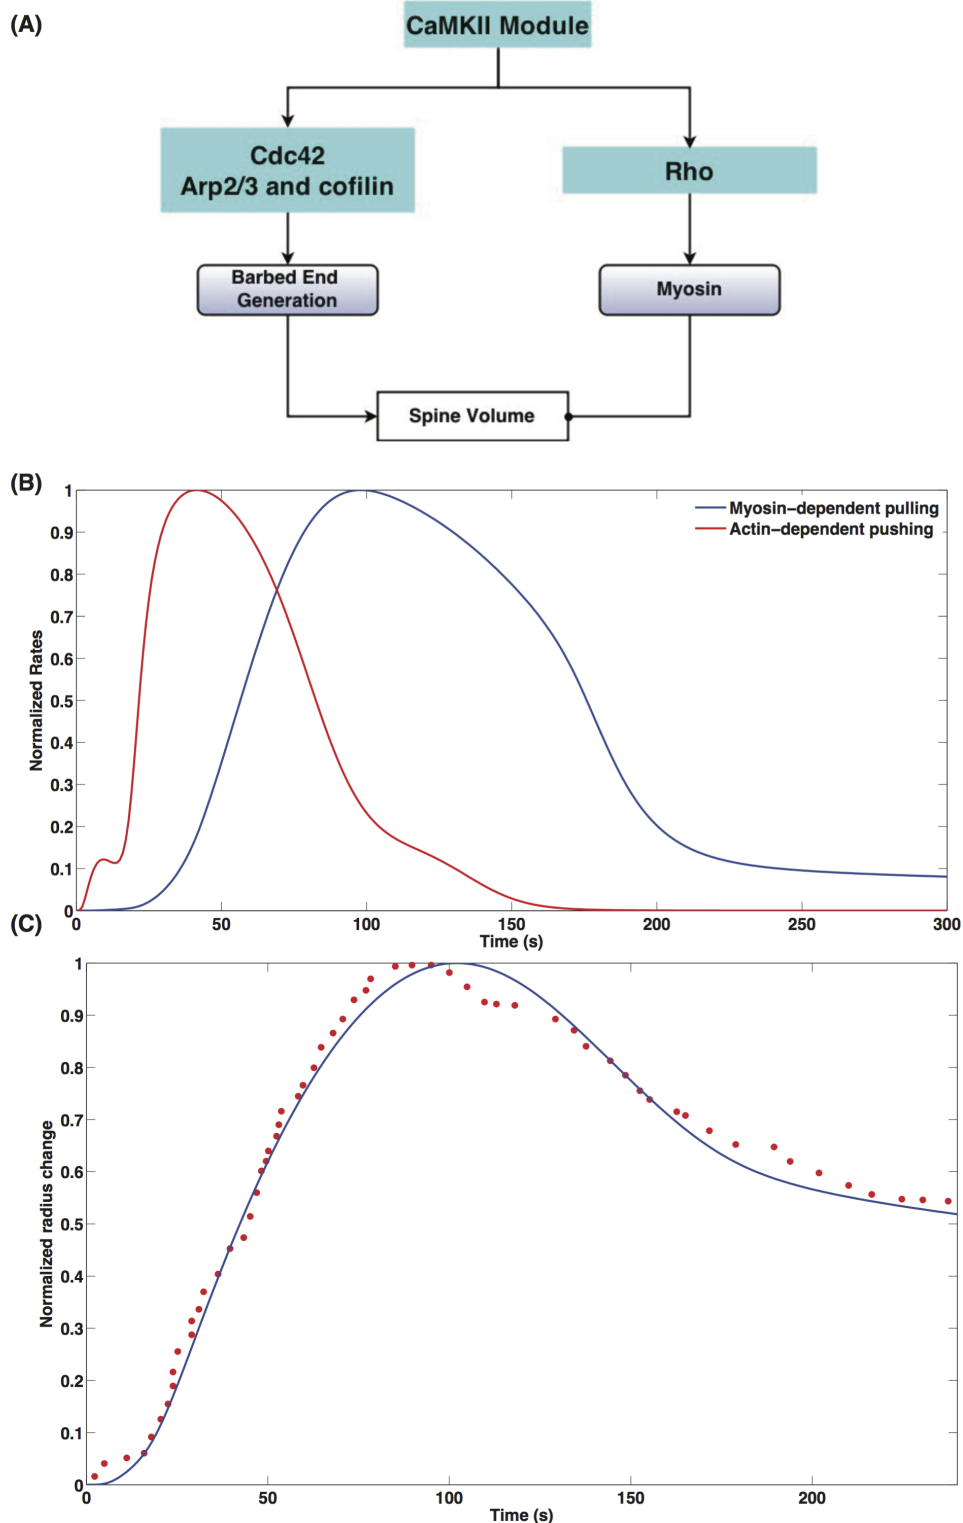 (A)
CaMKII Module
Cdc42
Arp2/3 and cofilin
Rho
Barbed End
Generation
Myosin
Spine Volume
(B)
1
0.9
0.8
0.7
0.6
0.5
0.4
0.3
0.2
0.1
0
Normalized Rates
Myosin-dependent pulling
Actin-dependent pushing
0 50 100 150 200 250 300
Time (s)
(C)
1
0.9
0.8
0.7
0.6
0.5
0.4
0.3
0.2
0.1
0
Normalized radius change
0 50 100 150 200
Time (s)